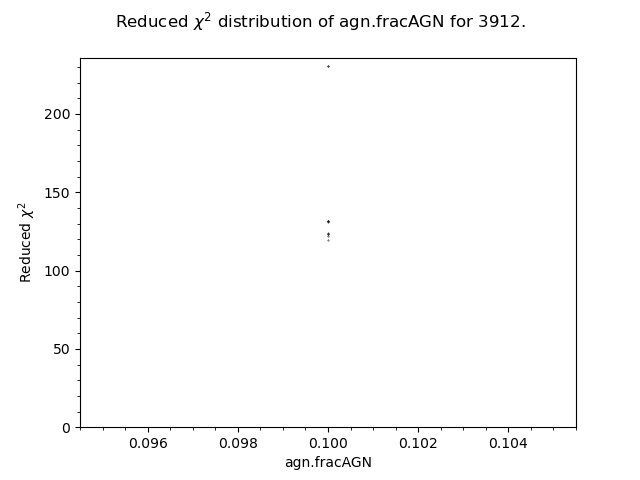 Reduced χ² distribution of agn.fracAGN for 3912.
200
150
100
50
0
Reduced χ²
0.096 0.098 0.100 0.102 0.104
agn.fracAGN